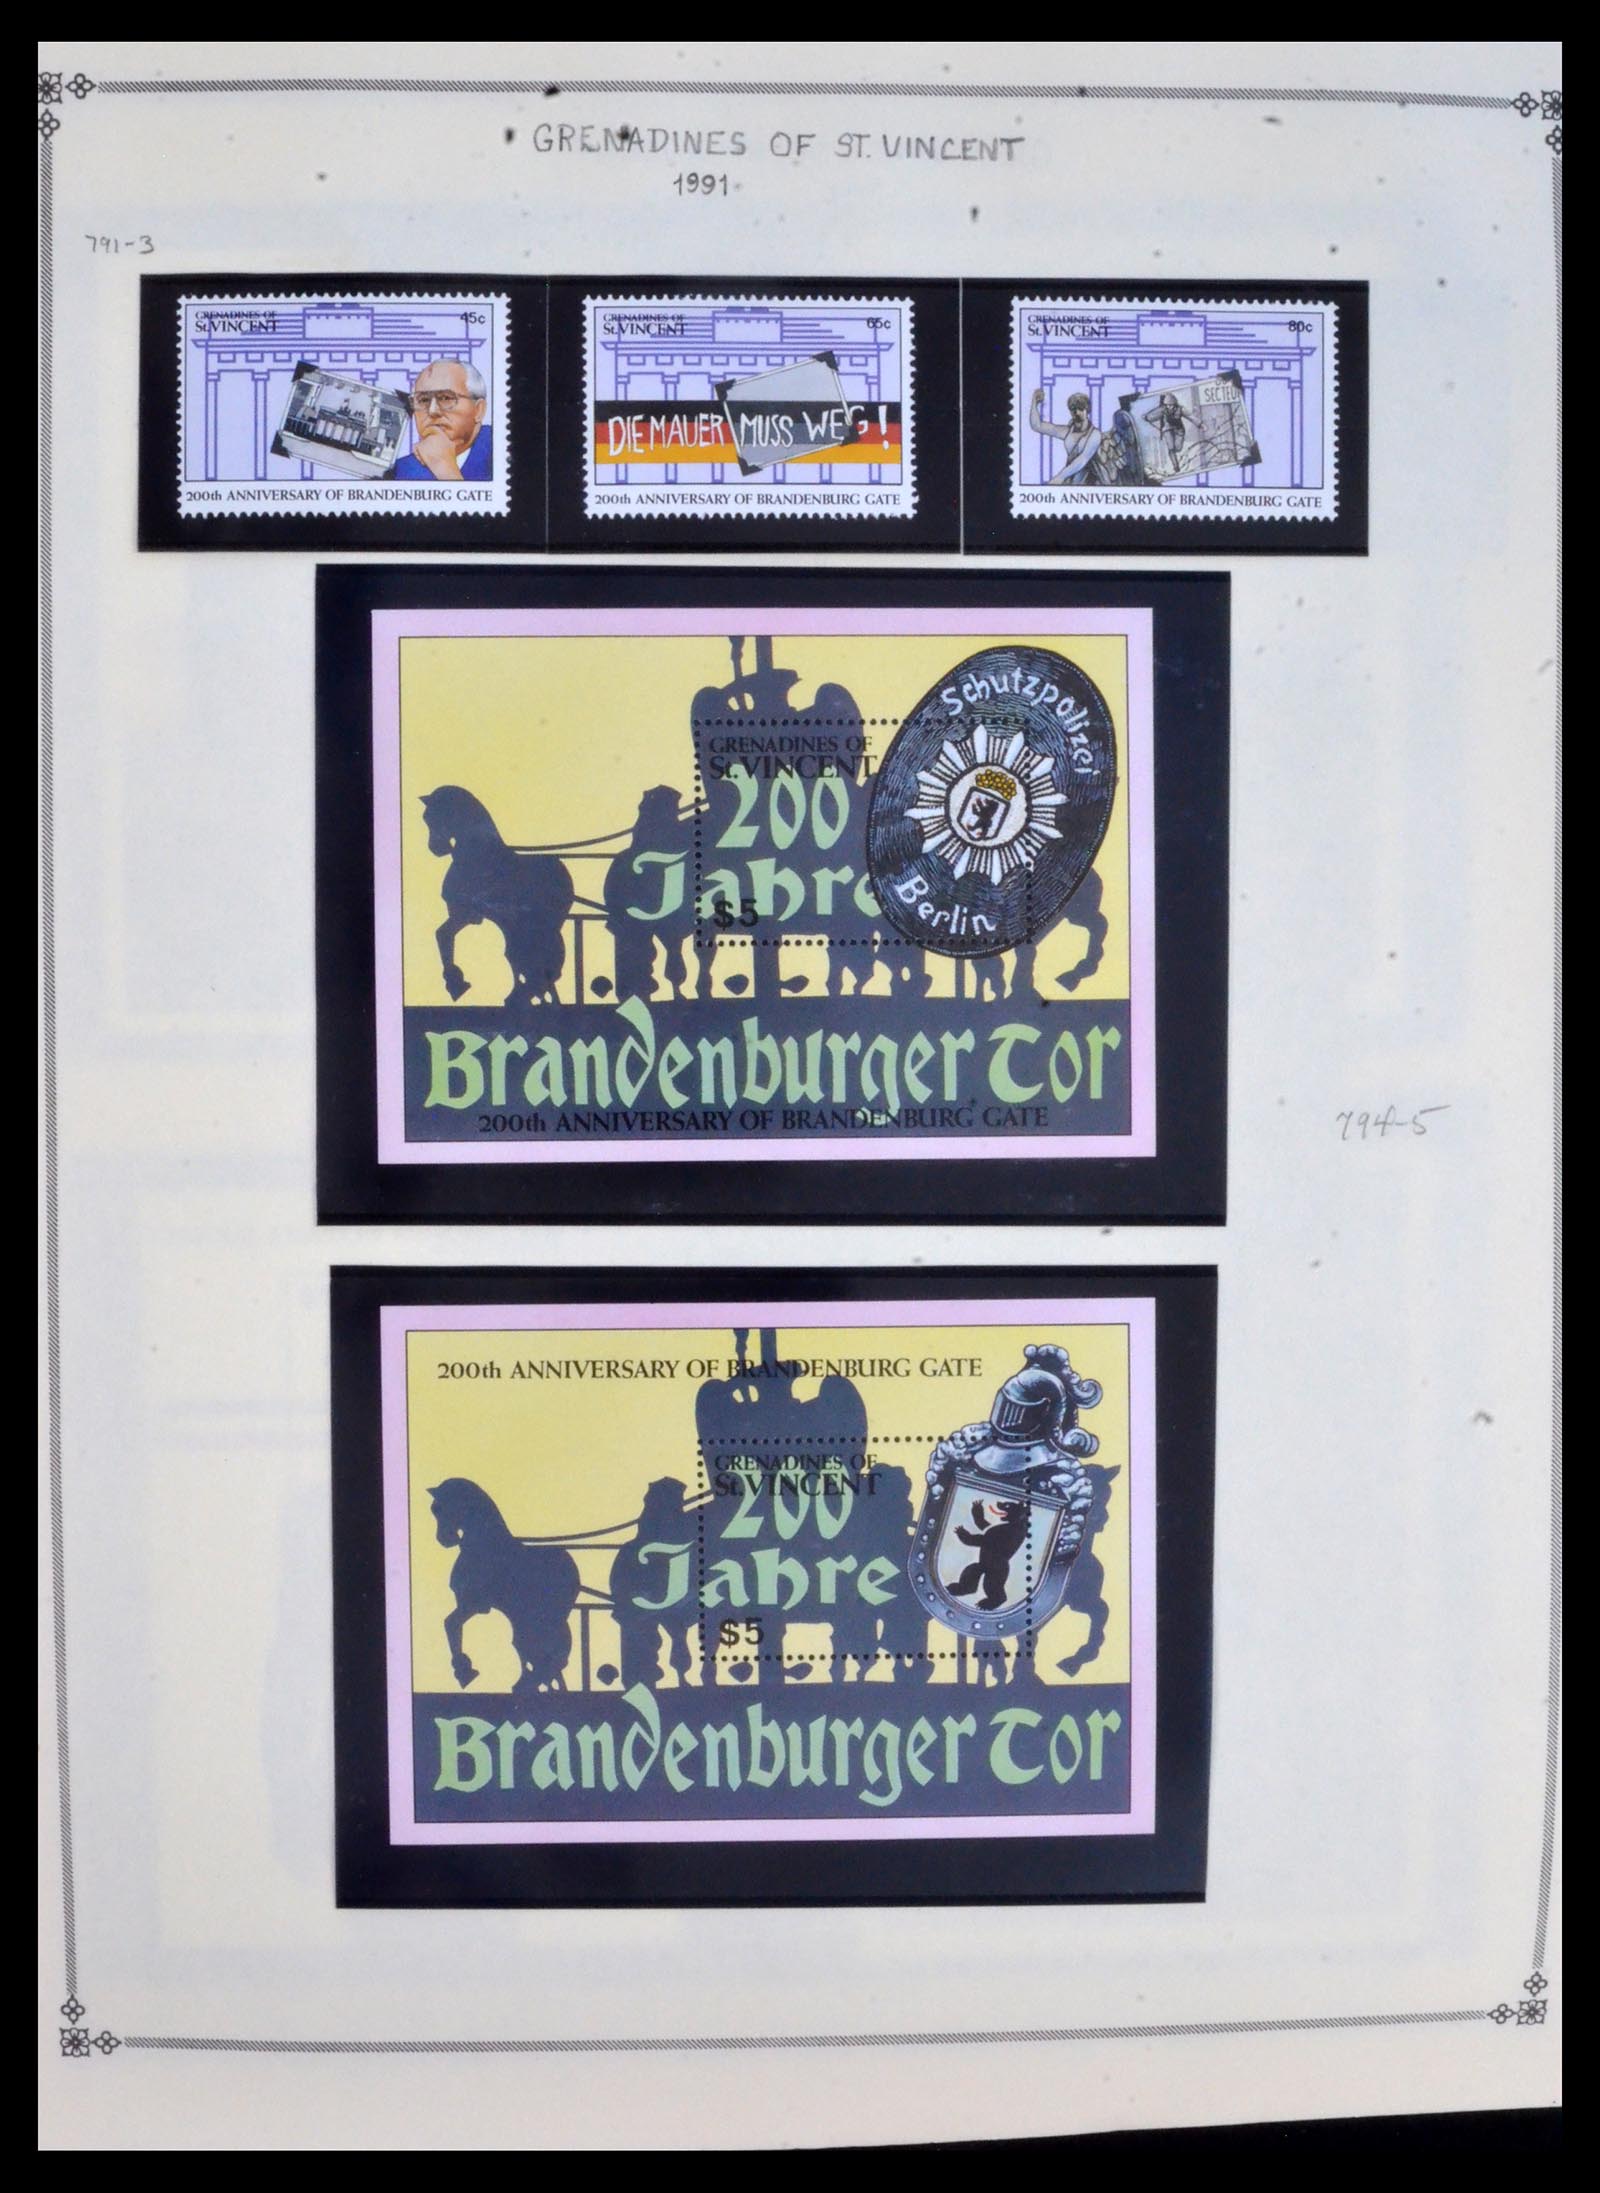 GRENADINES OF ST. VINCENT
1991
791-3
GRENADINES OF
St.VINCENT
45c
200th ANNIVERSARY OF BRANDENBURG GATE
GRENADINES OF
St.VINCENT
65c
DIE MAUER MUSS WEG!
200th ANNIVERSARY OF BRANDENBURG GATE
GRENADINES OF
St.VINCENT
80c
SECTEU
200th ANNIVERSARY OF BRANDENBURG GATE
Schutzpolizei
Berlin
GRENADINES OF
St.VINCENT
200
Jahre
$5
Brandenburger Tor
200th ANNIVERSARY OF BRANDENBURG GATE
794-5
200th ANNIVERSARY OF BRANDENBURG GATE
GRENADINES OF
St.VINCENT
200
Jahre
$5
Brandenburger Tor